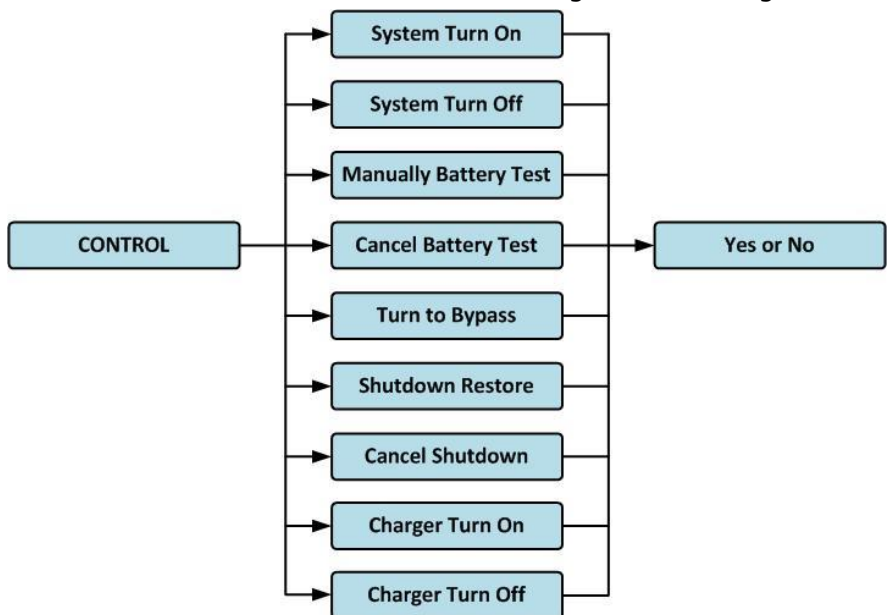 System Turn On
System Turn Off
Manually Battery Test
CONTROL
Cancel Battery Test
Yes or No
Turn to Bypass
Shutdown Restore
Cancel Shutdown
Charger Turn On
Charger Turn Off